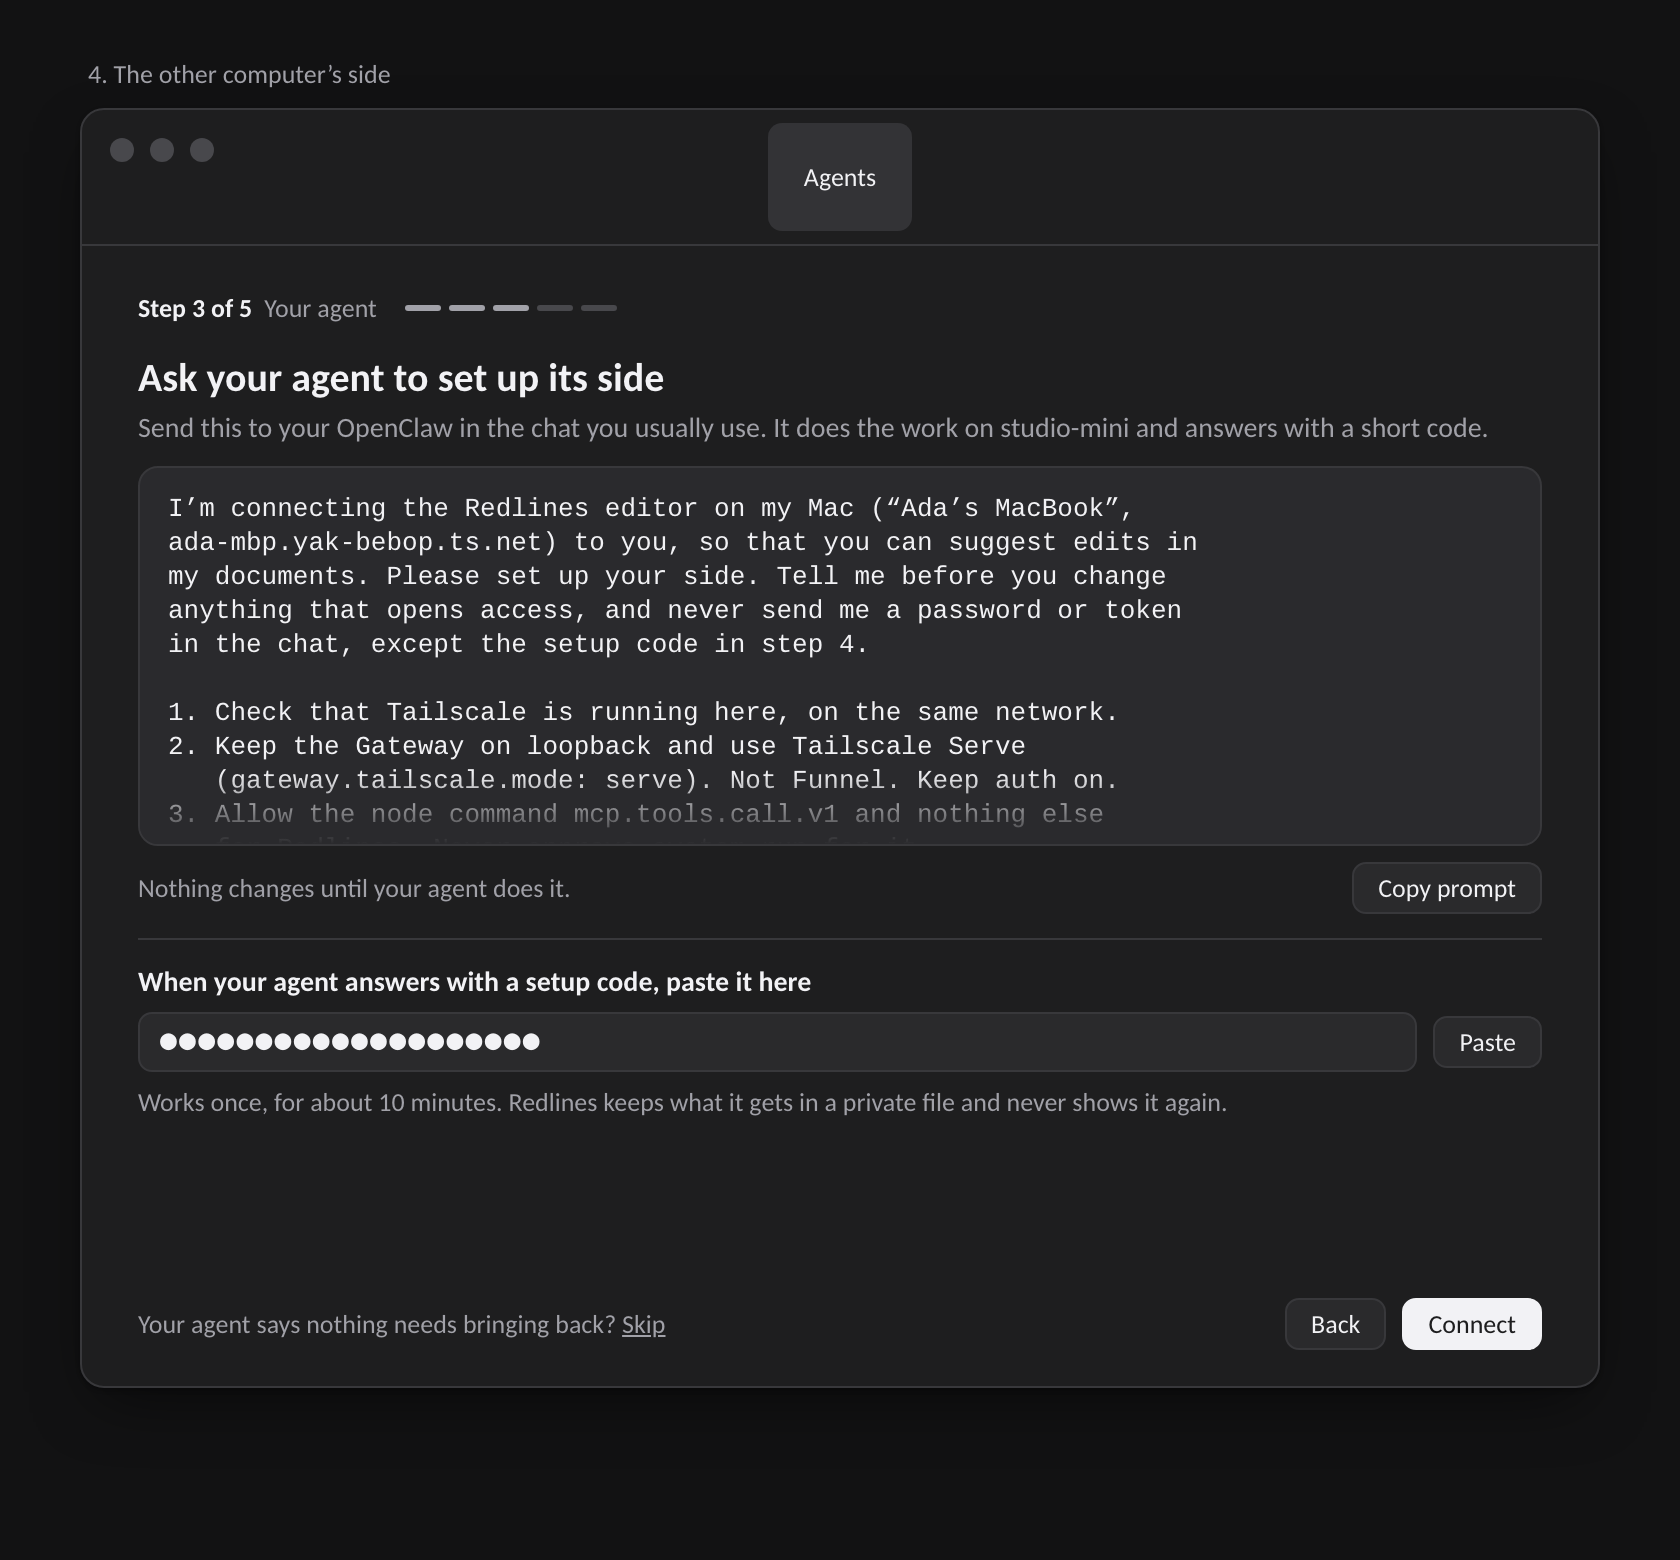 4. The other computer’s side
Agents
Step 3 of 5 Your agent
Ask your agent to set up its side
Send this to your OpenClaw in the chat you usually use. It does the work on studio-mini and answers with a short code.
I’m connecting the Redlines editor on my Mac (“Ada’s MacBook”,
ada-mbp.yak-bebop.ts.net) to you, so that you can suggest edits in
my documents. Please set up your side. Tell me before you change
anything that opens access, and never send me a password or token
in the chat, except the setup code in step 4.
1. Check that Tailscale is running here, on the same network.
2. Keep the Gateway on loopback and use Tailscale Serve
(gateway.tailscale.mode: serve). Not Funnel. Keep auth on.
3. Allow the node command mcp.tools.call.v1 and nothing else
Nothing changes until your agent does it.
Copy prompt
When your agent answers with a setup code, paste it here
Paste
Works once, for about 10 minutes. Redlines keeps what it gets in a private file and never shows it again.
Your agent says nothing needs bringing back? Skip
Back
Connect